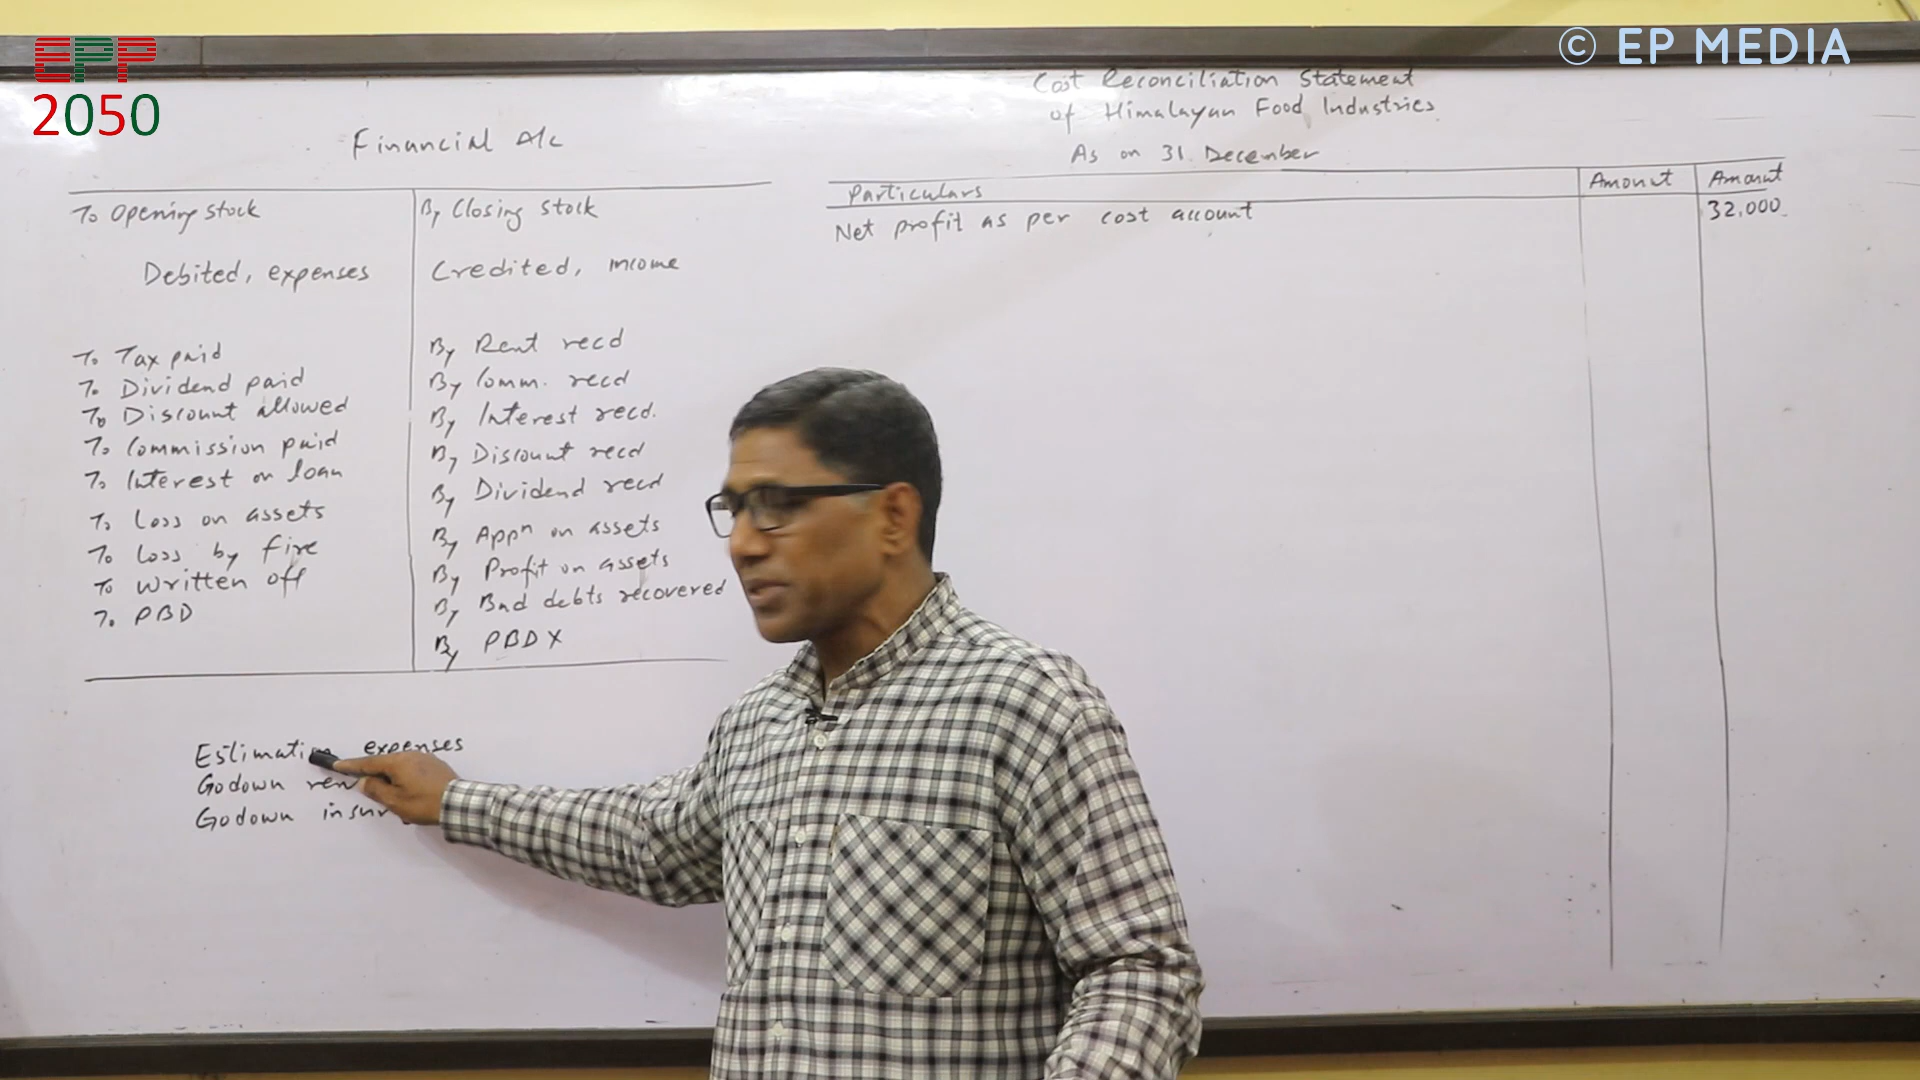 EPP
2050
© EP MEDIA
Financial A/c
To Opening stock
Debited, expenses
To Tax paid
To Dividend paid
To Discount allowed
To Commission paid
To Interest on loan
To Loss on assets
To Loss by fire
To Written off
To PBD
By Closing stock
Credited, income
By Rent recd
By Comm. recd
By Interest recd.
By Discount recd
By Dividend recd
By Appn on assets
By Profit on assets
By Bad debts recovered
By PBD X
expenses
Godown
Godown
Cost Reconciliation Statement
of Himalayan Food Industries
As on 31 December
Particulars Amount Amount
Net profit as per cost account 32,000